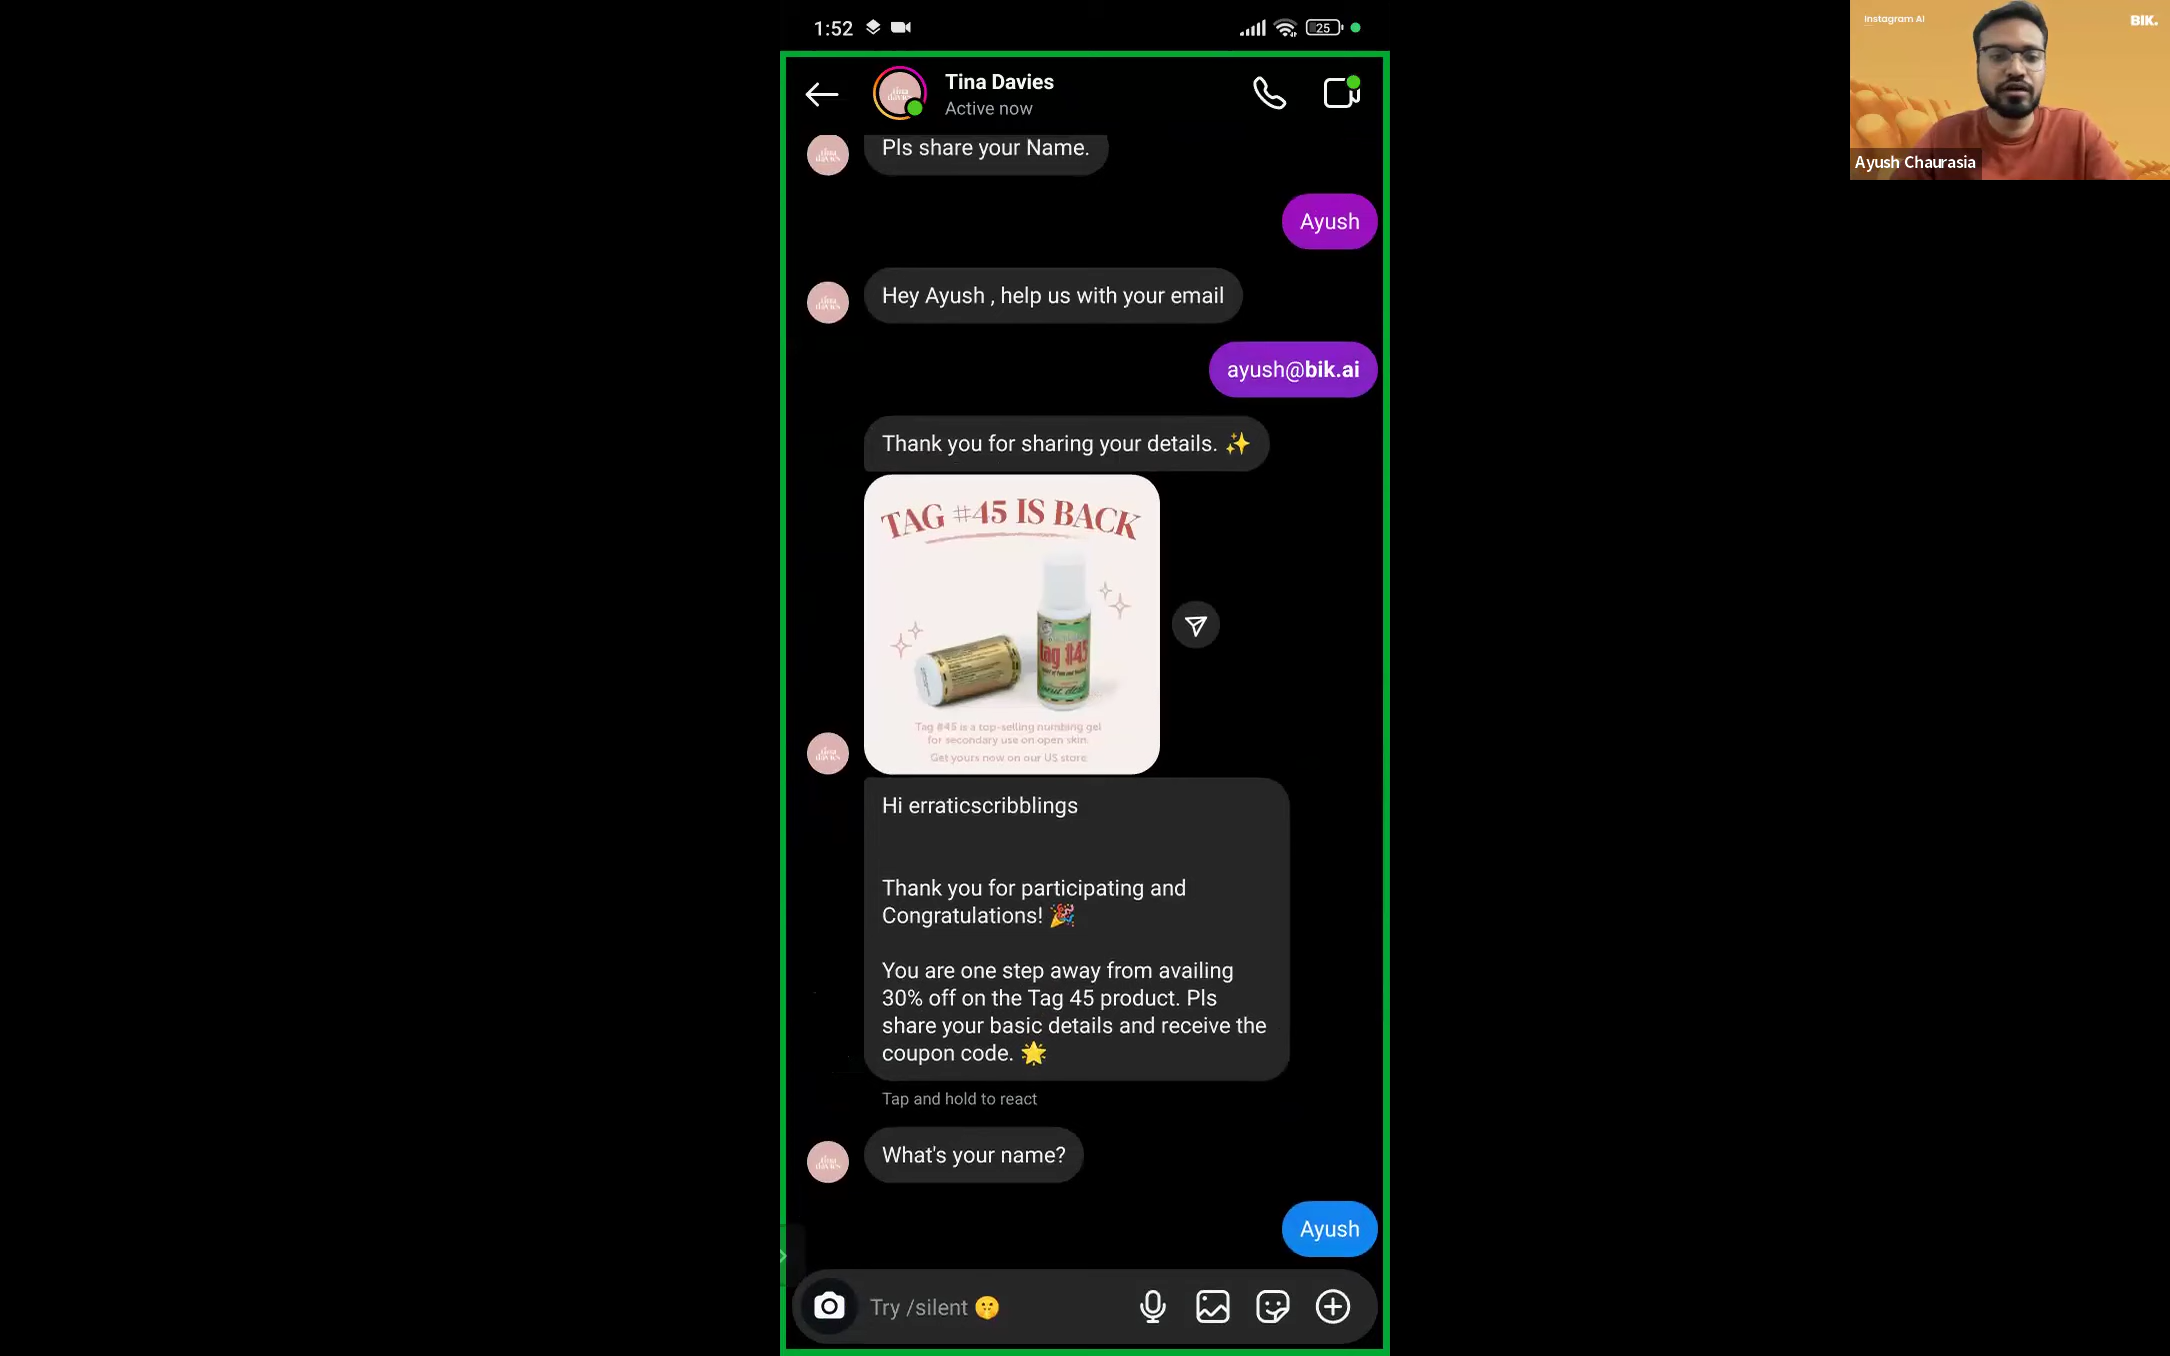 1:52
25
Instagram AI
BIK.
Ayush Chaurasia
Tina Davies
Active now
Pls share your Name.
Ayush
Hey Ayush , help us with your email
ayush@bik.ai
Thank you for sharing your details. ✨
TAG #45 IS BACK
tag #45
Tag #45 is a top-selling numbing gel
for secondary use on open skin.
Get yours now on our US store.
Hi erraticscribblings
Thank you for participating and
Congratulations! 🎉
You are one step away from availing
30% off on the Tag 45 product. Pls
share your basic details and receive the
coupon code. 🌟
Tap and hold to react
What's your name?
Ayush
Try /silent 🤫